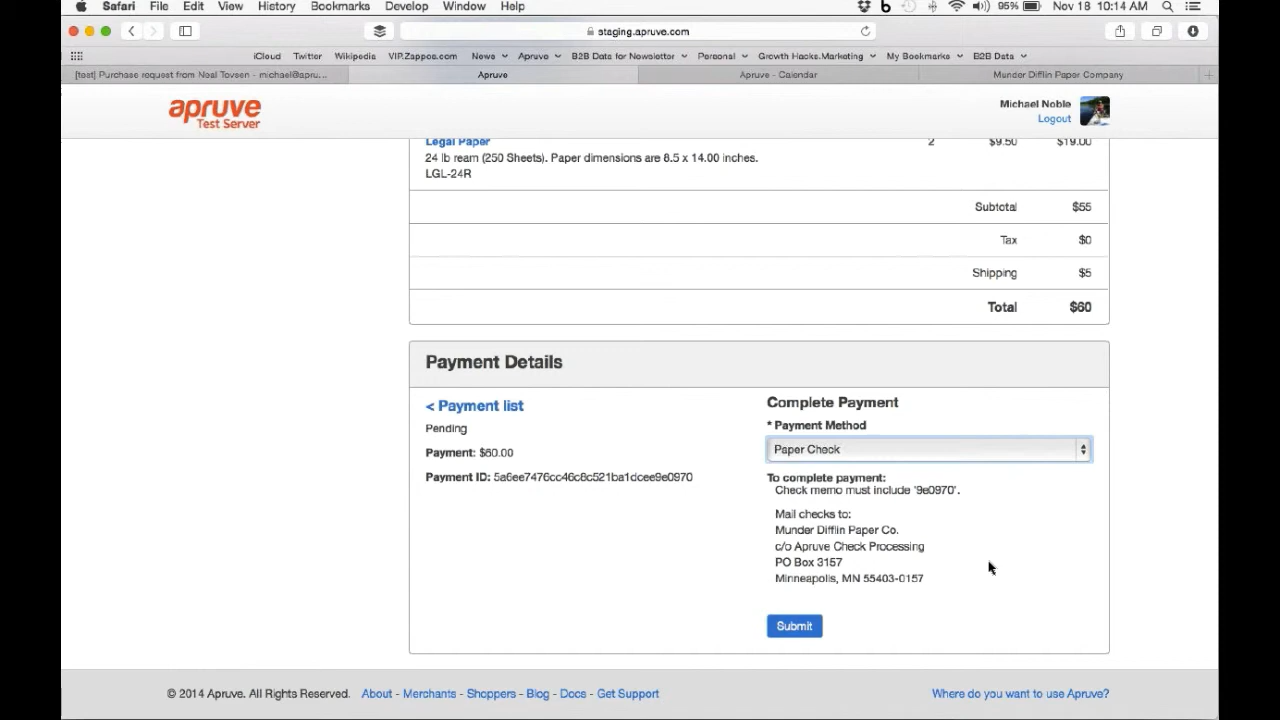 Safari File Edit View History Bookmarks Develop Window Help 95% Nov 18 10:14 AM
staging.apruve.com
iCloud Twitter Wikipedia VIP.Zappos.com News Apruve B2B Data for Newsletter Personal Growth Hacks.Marketing My Bookmarks B2B Data
[test] Purchase request from Neal Tovsen - michael@apru... Apruve Apruve - Calendar Munder Difflin Paper Company
apruve
Test Server
Michael Noble
Logout
Legal Paper 2 $9.50 $19.00
24 lb ream (250 Sheets). Paper dimensions are 8.5 x 14.00 inches.
LGL-24R
Subtotal $55
Tax $0
Shipping $5
Total $60
Payment Details
< Payment list
Pending
Payment: $60.00
Payment ID: 5a6ee7476cc46c8c521ba1dcee9e0970
Complete Payment
* Payment Method
Paper Check
To complete payment:
Check memo must include '9e0970'.
Mail checks to:
Munder Difflin Paper Co.
c/o Apruve Check Processing
PO Box 3157
Minneapolis, MN 55403-0157
Submit
© 2014 Apruve. All Rights Reserved. About - Merchants - Shoppers - Blog - Docs - Get Support Where do you want to use Apruve?